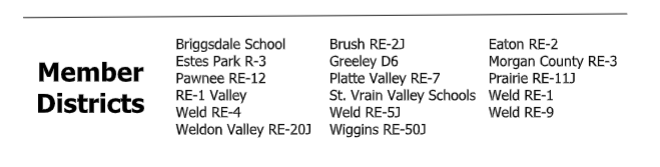 Member
Districts
Briggsdale School
Estes Park R-3
Pawnee RE-12
RE-1 Valley
Weld RE-4
Weldon Valley RE-20J
Brush RE-2J
Greeley D6
Platte Valley RE-7
St. Vrain Valley Schools
Weld RE-5J
Wiggins RE-50J
Eaton RE-2
Morgan County RE-3
Prairie RE-11J
Weld RE-1
Weld RE-9